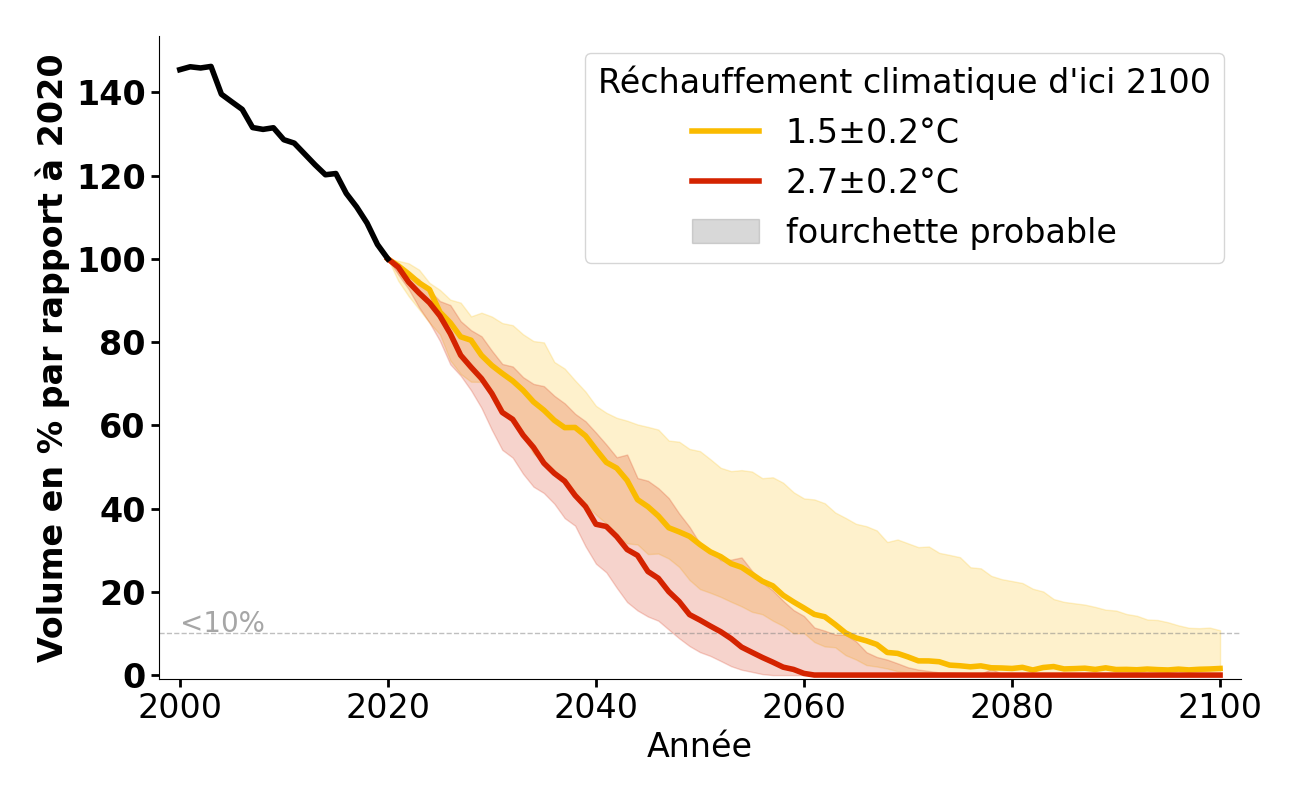 Réchauffement climatique d'ici 2100
1.5±0.2°C
2.7±0.2°C
fourchette probable
Volume en % par rapport à 2020
140
120
100
80
60
40
20
0
<10%
2000 2020 2040 2060 2080 2100
Année